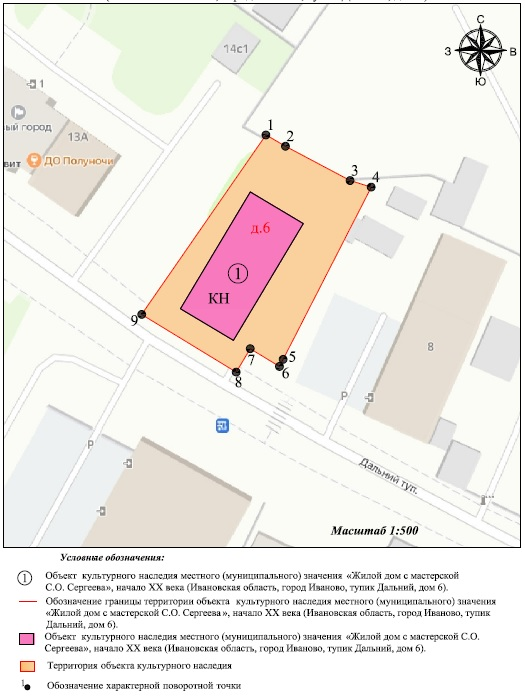 С
З
В
Ю
14с1
1
13А
вый город
ДО Полуночи
вит
1
2
3
4
д.6
1
КН
9
5
6
7
8
8
Р
Р
Дальний туп.
Масштаб 1:500
Условные обозначения:
1 Объект культурного наследия местного (муниципального) значения «Жилой дом с мастерской
С.О. Сергеева», начало XX века (Ивановская область, город Иваново, тупик Дальний, дом 6).
Обозначение границы территории объекта культурного наследия местного (муниципального) значения
«Жилой дом с мастерской С.О. Сергеева», начало XX века (Ивановская область, город Иваново, тупик
Дальний, дом 6).
Объект культурного наследия местного (муниципального) значения «Жилой дом с мастерской С.О.
Сергеева», начало XX века (Ивановская область, город Иваново, тупик Дальний, дом 6).
Территория объекта культурного наследия
1 Обозначение характерной поворотной точки